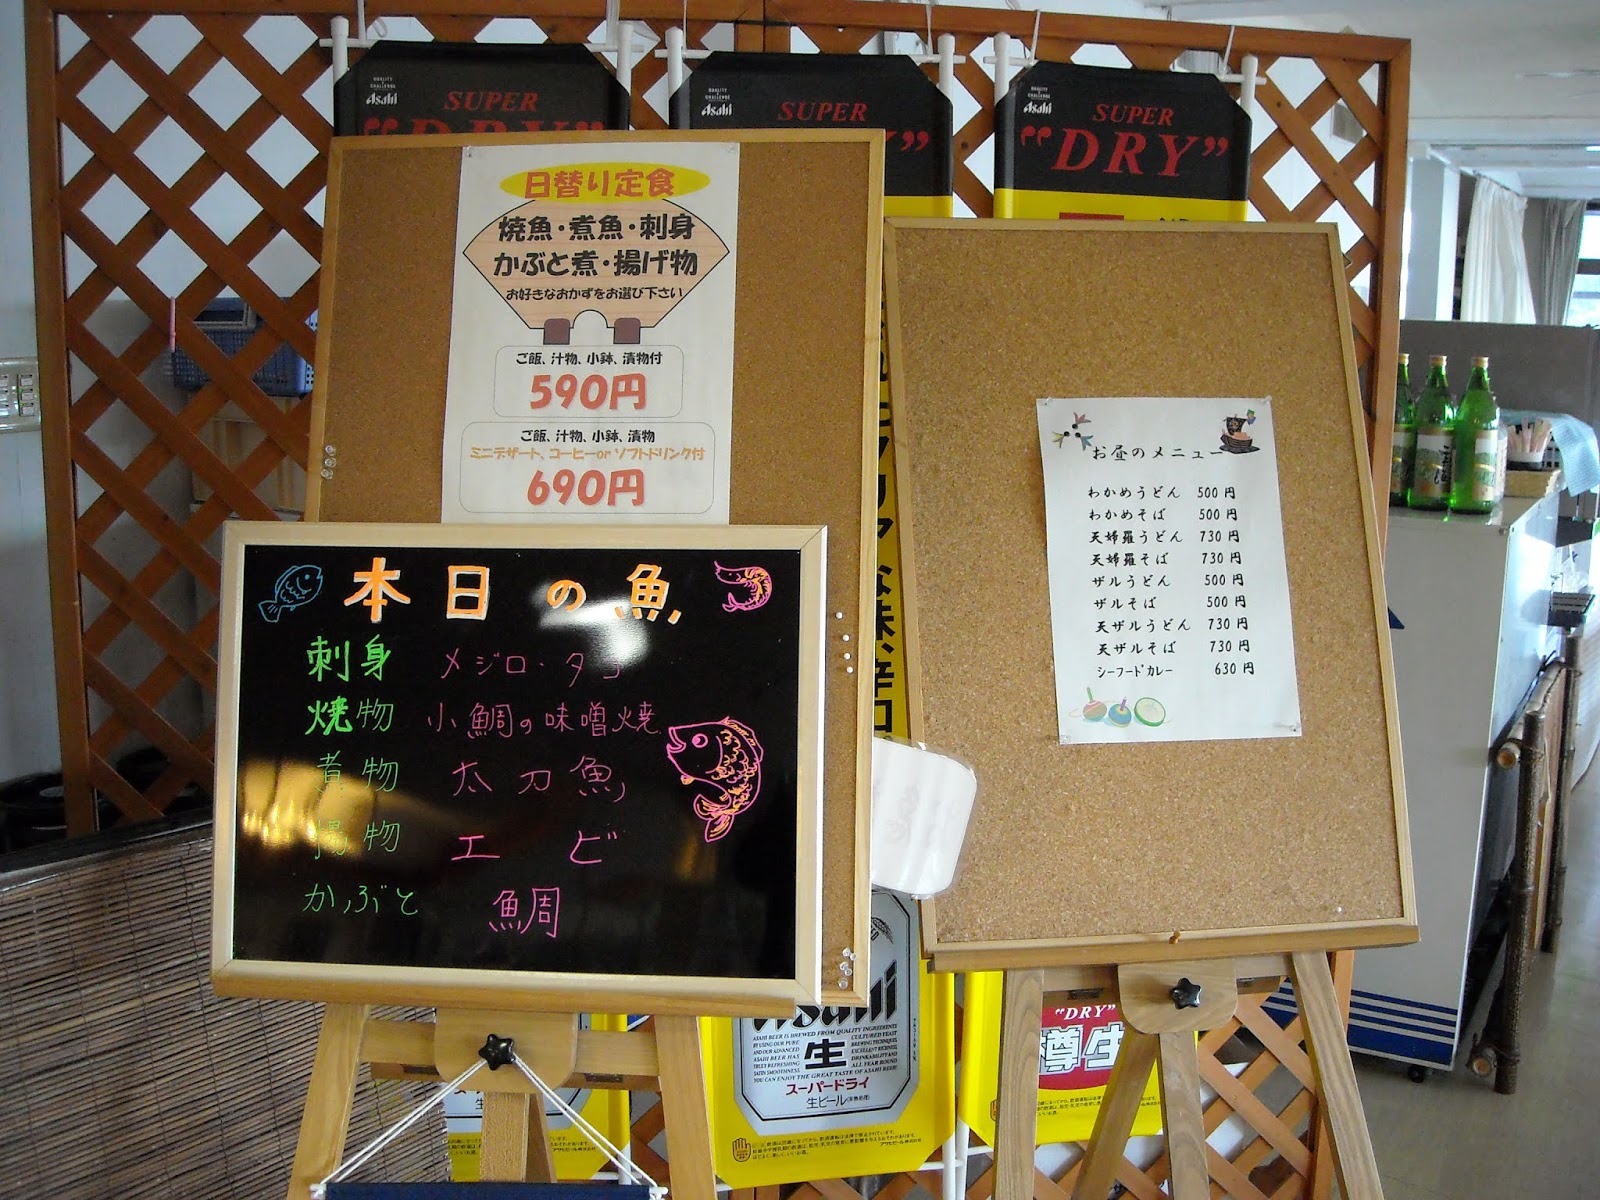 QUALITY & CHALLENGE
Asahi
SUPER
"DRY"
QUALITY & CHALLENGE
Asahi
SUPER
QUALITY & CHALLENGE
Asahi
SUPER
"DRY"
日替り定食
焼魚・煮魚・刺身
かぶと煮・揚げ物
お好きなおかずをお選び下さい
ご飯、汁物、小鉢、漬物付
590円
ご飯、汁物、小鉢、漬物
ミニデザート、コーヒーor ソフトドリンク付
690円
本日の魚
刺身 メジロ・タコ
焼物 小鯛の味噌焼
煮物 太刀魚
揚物 エビ
かぶと 鯛
お昼のメニュー
わかめうどん 500円
わかめそば 500円
天婦羅うどん 730円
天婦羅そば 730円
ザルうどん 500円
ザルそば 500円
天ザルうどん 730円
天ザルそば 730円
シーフードカレー 630円
Asahi
生
スーパードライ
生ビール
"DRY"
樽生